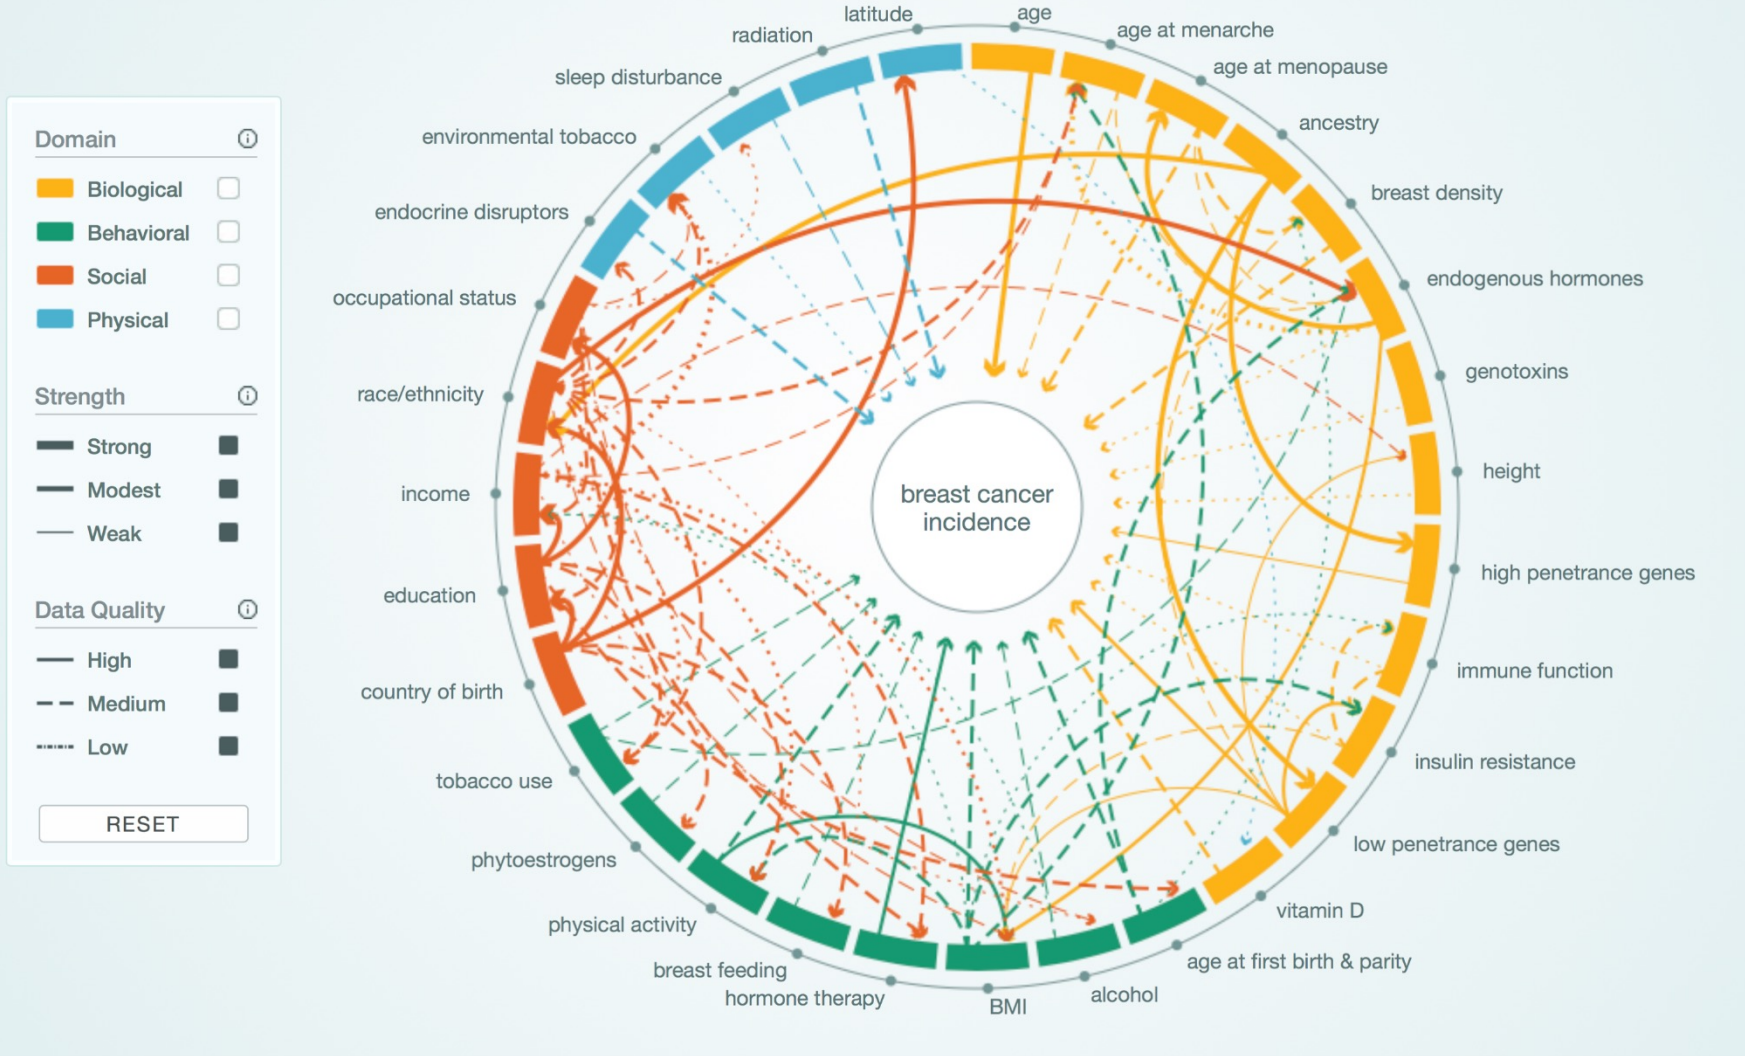 Domain
Biological
Behavioral
Social
Physical
Strength
Strong
Modest
Weak
Data Quality
High
Medium
Low
RESET
latitude
age
radiation
age at menarche
sleep disturbance
age at menopause
environmental tobacco
ancestry
endocrine disruptors
breast density
occupational status
endogenous hormones
race/ethnicity
genotoxins
income
height
breast cancer
incidence
education
high penetrance genes
country of birth
immune function
tobacco use
insulin resistance
phytoestrogens
low penetrance genes
physical activity
vitamin D
breast feeding
age at first birth & parity
hormone therapy
alcohol
BMI